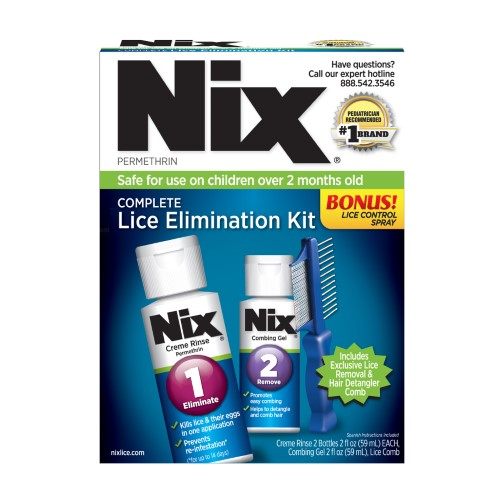 Nix
Nix®
PERMETHRIN
Have questions?
Call our expert hotline
888.542.3546
PEDIATRICIAN
RECOMMENDED
#1 BRAND
Safe for use on children over 2 months old
COMPLETE
Lice Elimination Kit
BONUS!
LICE CONTROL
SPRAY
Nix®
Creme Rinse
Permethrin
1
Eliminate
Kills lice & their eggs
in one application
Prevents
re-infestation*
(*for up to 14 days)
Nix®
Combing Gel
2
Remove
Promotes
easy combing
Helps to detangle
and comb hair
Includes
Exclusive Lice
Removal &
Hair Detangler
Comb
Spanish Instructions Included
Creme Rinse 2 Bottles 2 fl oz (59 mL) EACH,
Combing Gel 2 fl oz (59 mL), Lice Comb
nixlice.com